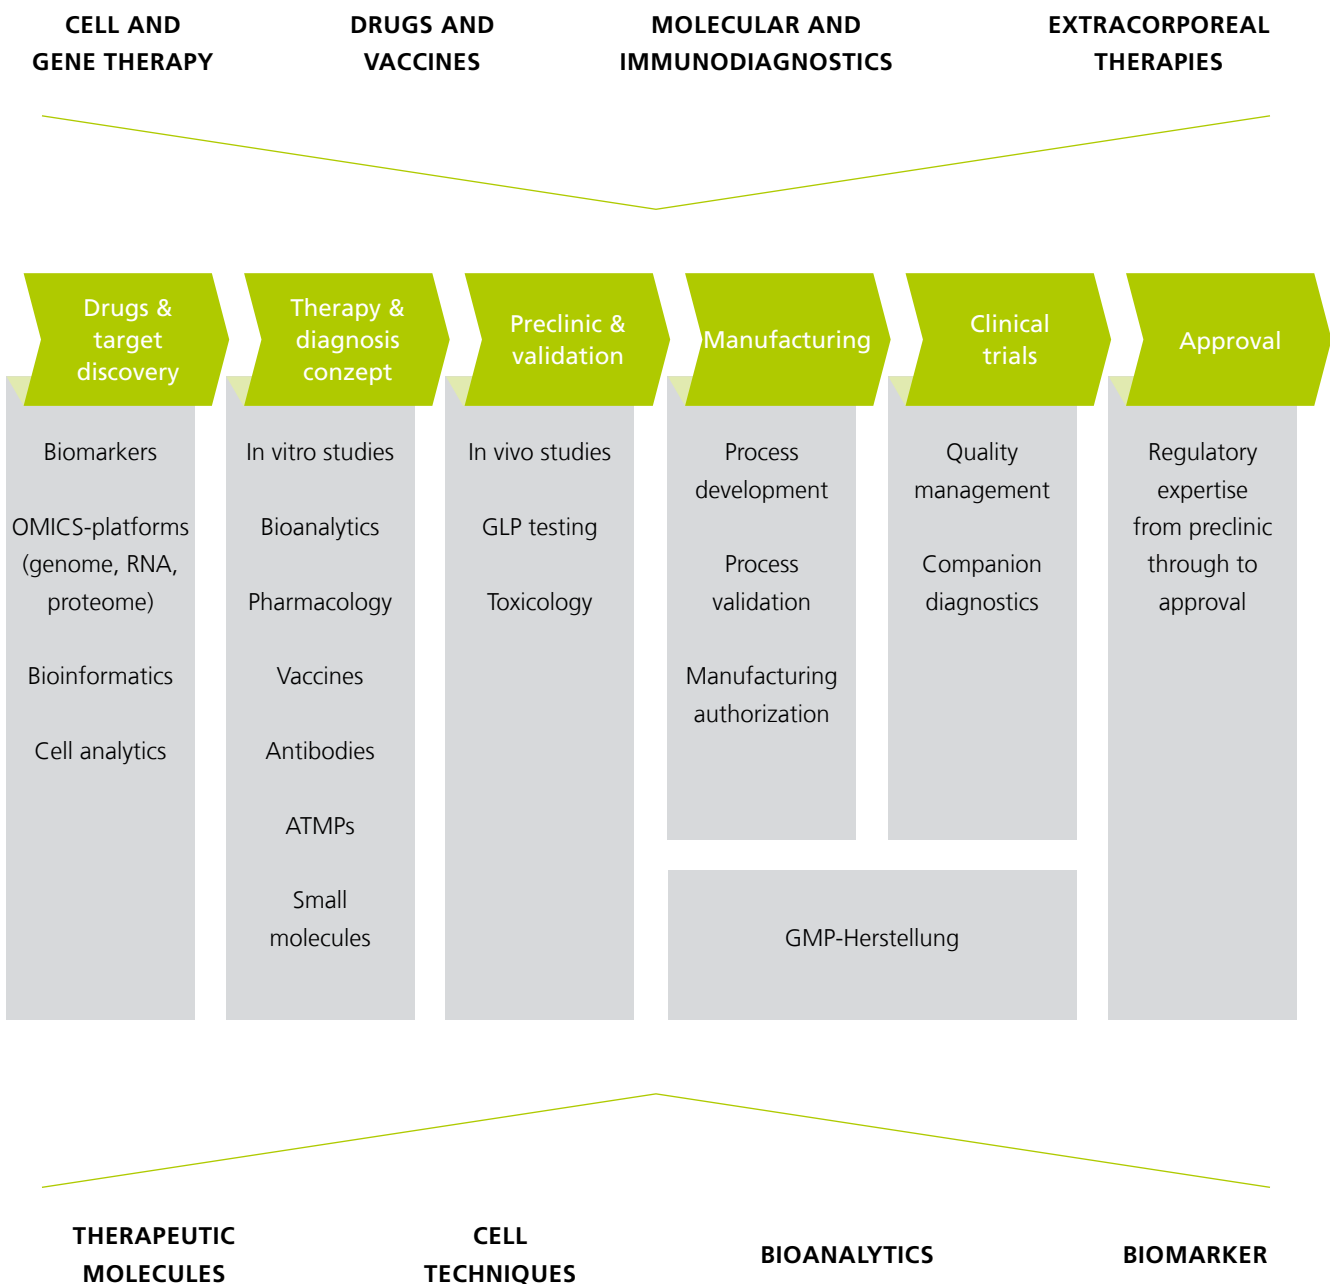 CELL AND
GENE THERAPY
DRUGS AND
VACCINES
MOLECULAR AND
IMMUNODIAGNOSTICS
EXTRACORPOREAL
THERAPIES
Drugs &
target
discovery
Therapy &
diagnosis
conzept
Preclinic &
validation
Manufacturing
Clinical
trials
Approval
Biomarkers
OMICS-platforms
(genome, RNA,
proteome)
Bioinformatics
Cell analytics
In vitro studies
Bioanalytics
Pharmacology
Vaccines
Antibodies
ATMPs
Small
molecules
In vivo studies
GLP testing
Toxicology
Process
development
Process
validation
Manufacturing
authorization
Quality
management
Companion
diagnostics
GMP-Herstellung
Regulatory
expertise
from preclinic
through to
approval
THERAPEUTIC
MOLECULES
CELL
TECHNIQUES
BIOANALYTICS
BIOMARKER